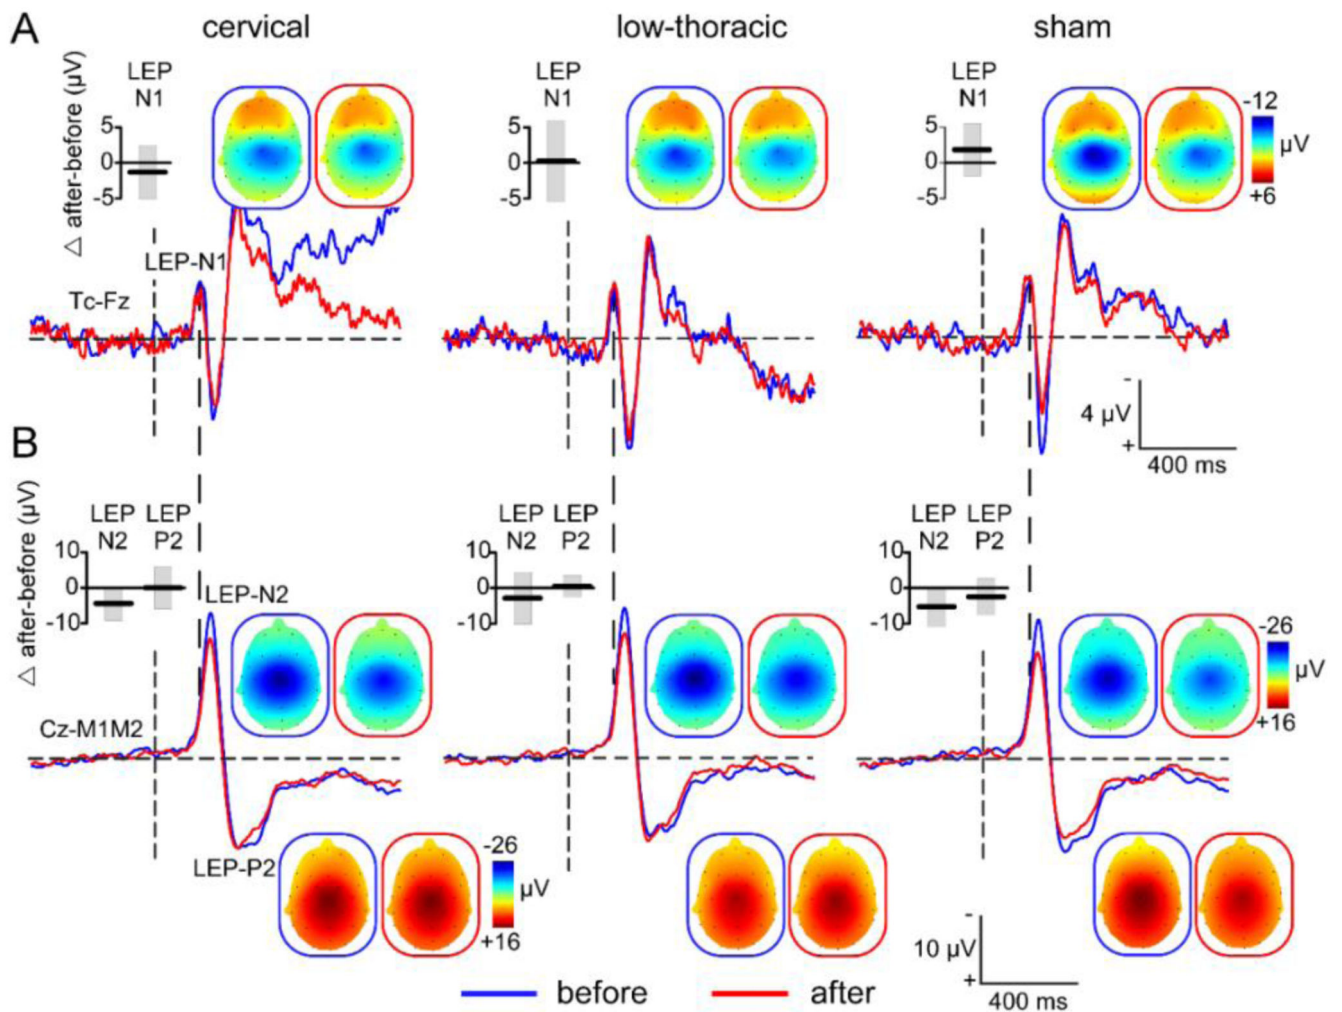 A
cervical
low-thoracic
sham
△ after-before (µV)
LEP
N1
5
0
-5
LEP
N1
5
0
-5
LEP
N1
5
0
-5
-12
µV
+6
LEP-N1
Tc-Fz
-
4 µV
+
400 ms
B
△ after-before (µV)
LEP
N2
LEP
P2
10
0
-10
LEP
N2
LEP
P2
10
0
-10
LEP
N2
LEP
P2
10
0
-10
LEP-N2
-26
µV
+16
Cz-M1M2
LEP-P2
-26
µV
+16
-
10 µV
+
400 ms
before
after